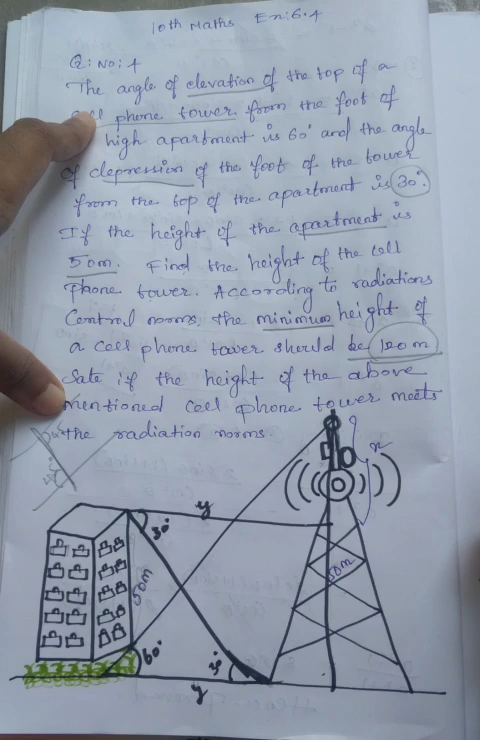 10th Maths Ex: 6.4
Q: No: 4
The angle of elevation of the top of a
cell phone tower from the foot of
high apartment is 60° and the angle
of depression of the foot of the tower
from the top of the apartment is 30°.
If the height of the apartment is
50m. Find the height of the cell
Phone tower. According to radiations
Control norms the minimum height of
a cell phone tower should be 120 m
Sate if the height of the above
mentioned cell phone tower meets
the radiation norms.
x
y
30°
50m
50m
60°
30°
y